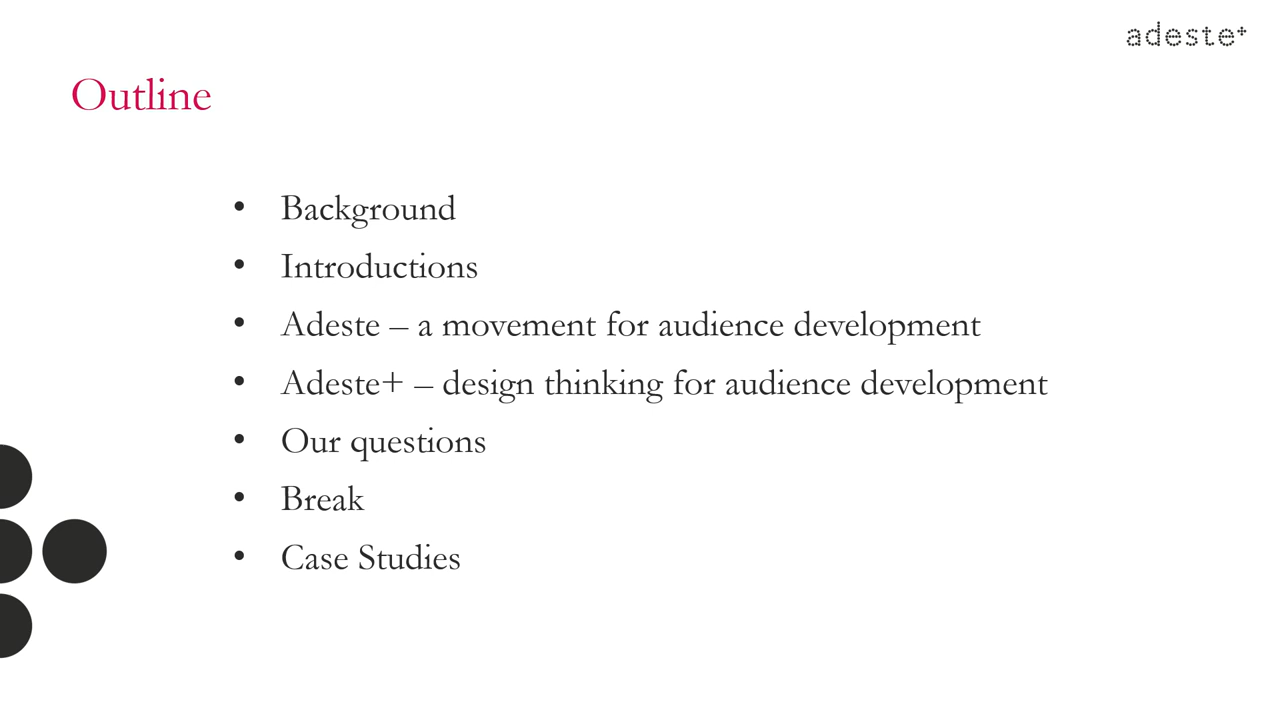 adeste+
Outline
• Background
• Introductions
• Adeste – a movement for audience development
• Adeste+ – design thinking for audience development
• Our questions
• Break
• Case Studies